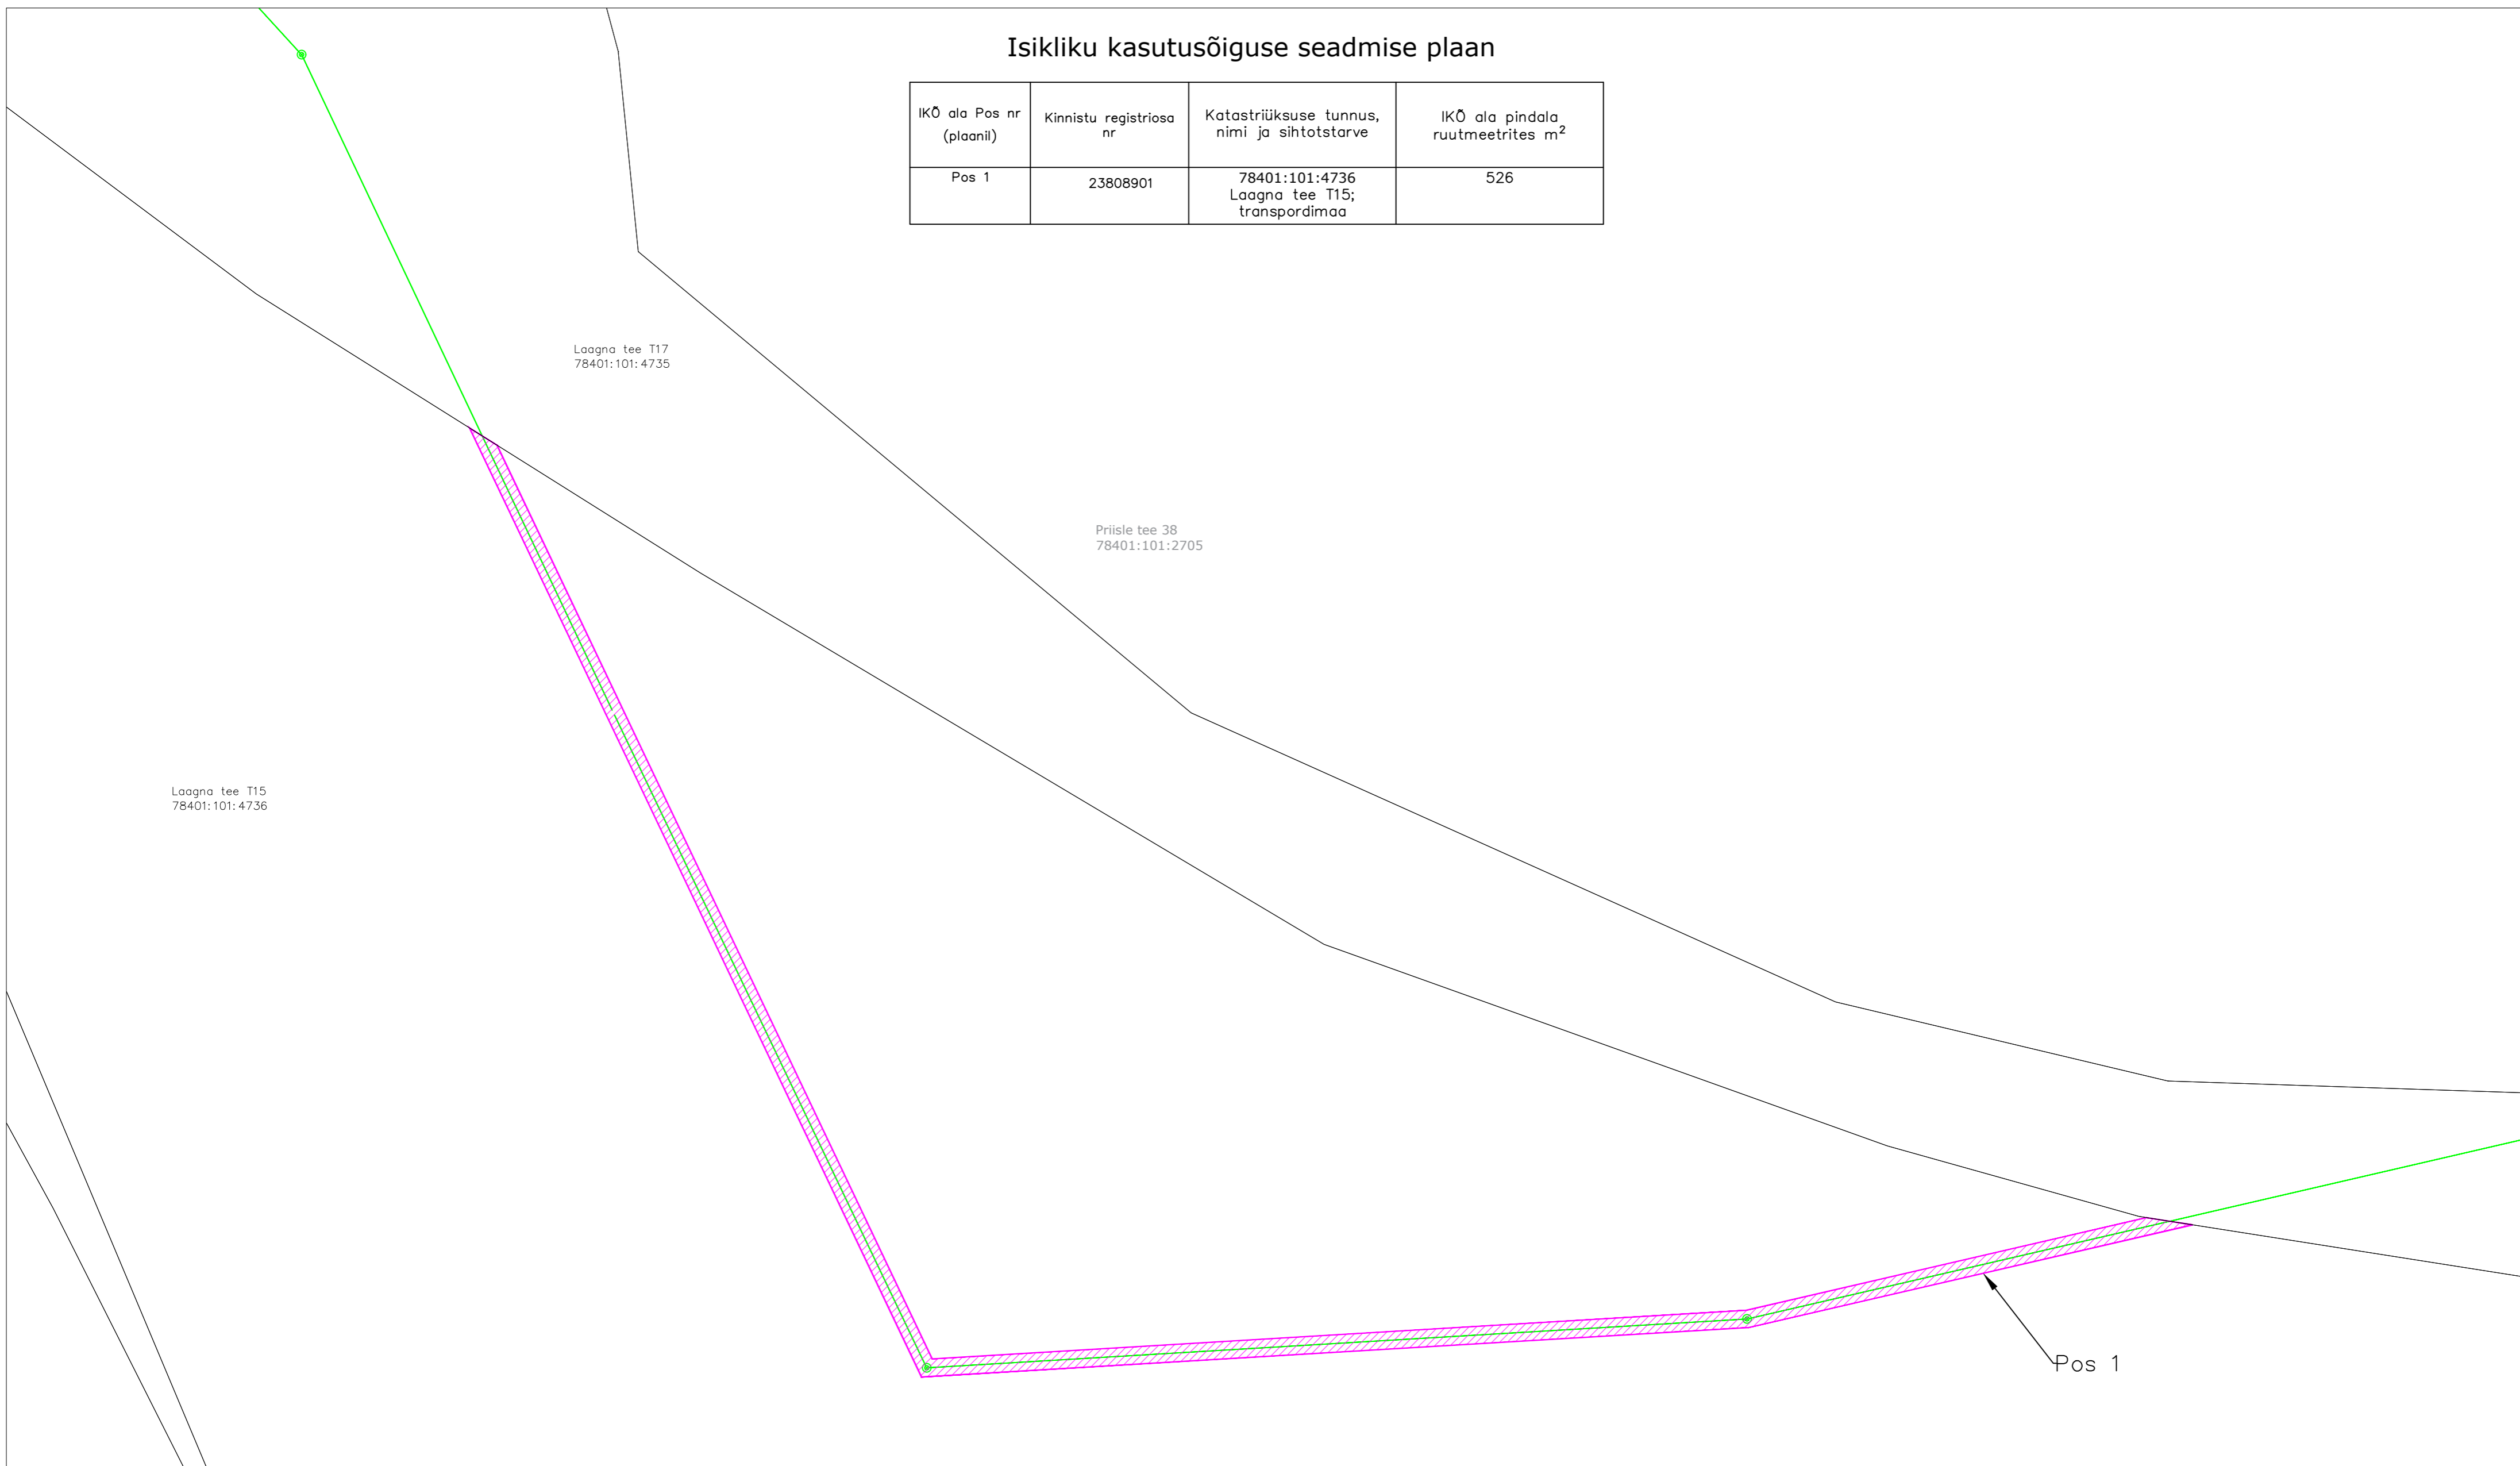 Isikliku kasutusõiguse seadmise plaan
IKÕ ala Pos nr
(plaanil)
Kinnistu registriosa
nr
Katastriüksuse tunnus,
nimi ja sihtotstarve
IKÕ ala pindala
ruutmeetrites m²
Pos 1
23808901
78401:101:4736
Laagna tee T15;
transpordimaa
526
Laagna tee T17
78401:101:4735
Priisle tee 38
78401:101:2705
Laagna tee T15
78401:101:4736
Pos 1